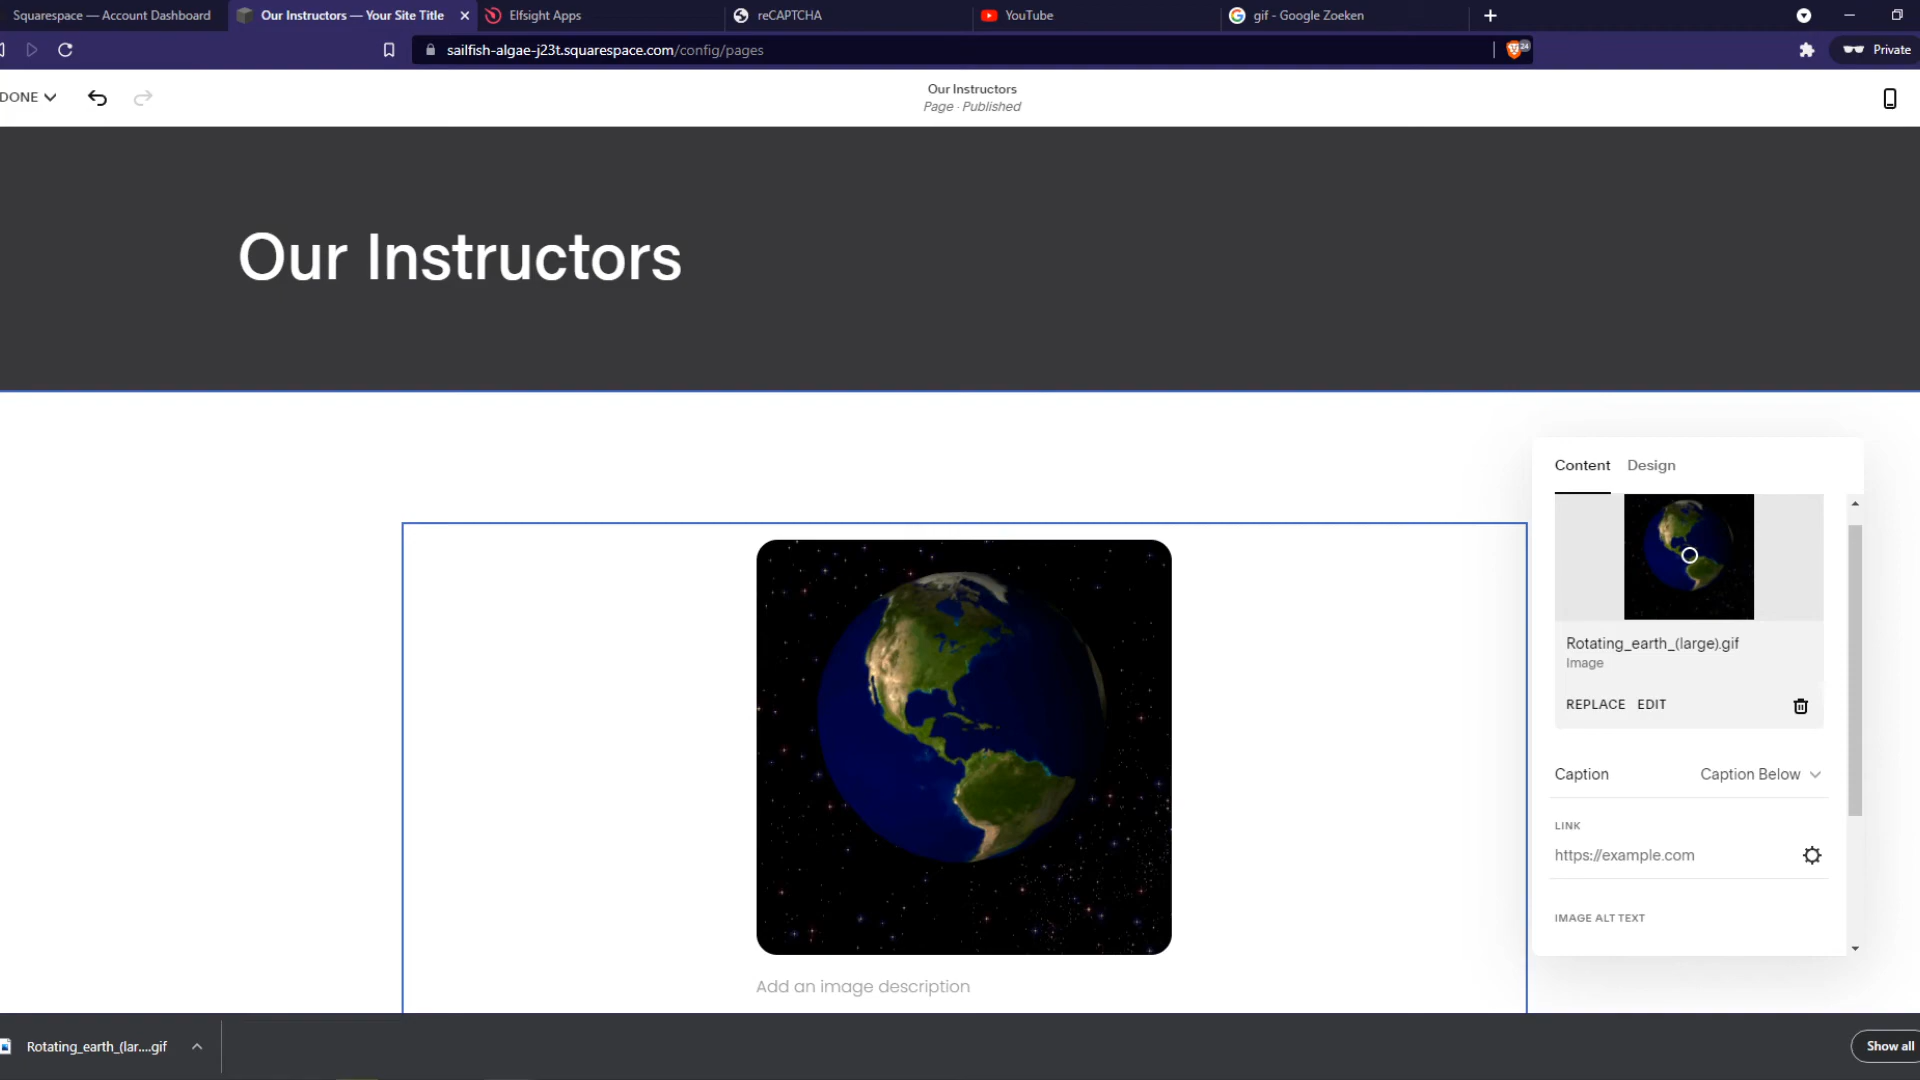 Squarespace — Account Dashboard
Our Instructors — Your Site Title
Elfsight Apps
reCAPTCHA
YouTube
gif - Google Zoeken
sailfish-algae-j23t.squarespace.com/config/pages
24
Private
DONE
Our Instructors
Page · Published
Our Instructors
Content Design
Rotating_earth_(large).gif
Image
REPLACE EDIT
Caption Caption Below
LINK
https://example.com
IMAGE ALT TEXT
Add an image description
Rotating_earth_(lar....gif
Show all